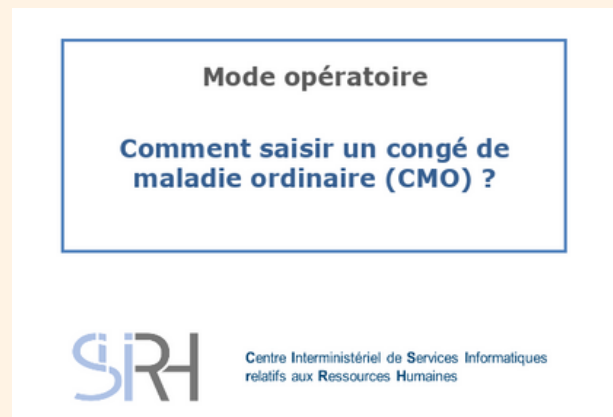 Mode opératoire
Comment saisir un congé de
maladie ordinaire (CMO) ?
SiRH
Centre Interministériel de Services Informatiques
relatifs aux Ressources Humaines